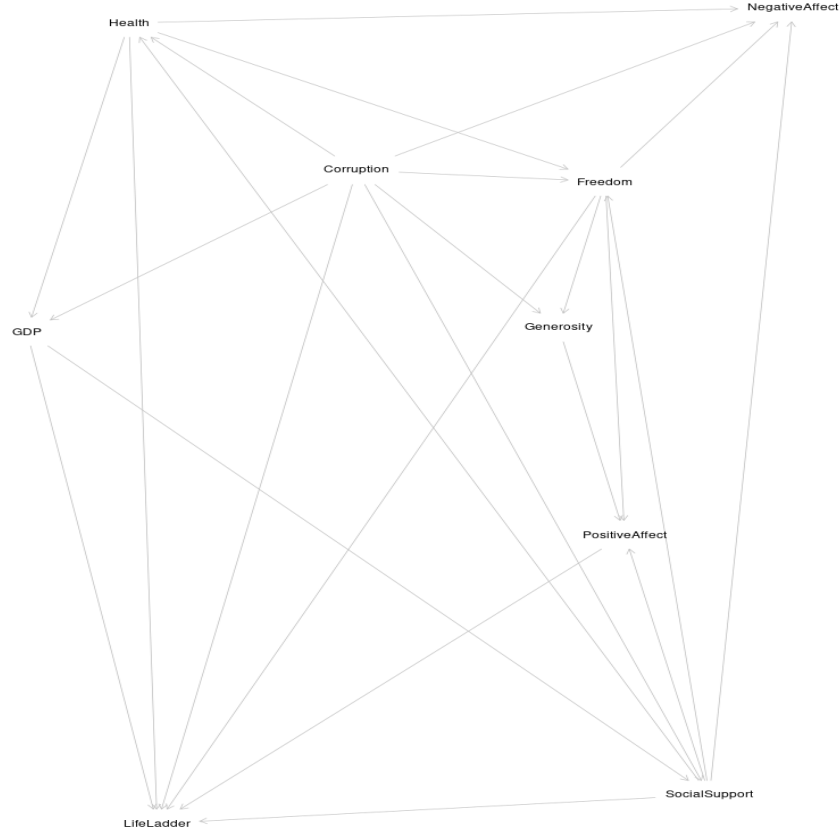 NegativeAffect
Health
Corruption
Freedom
Generosity
GDP
PositiveAffect
SocialSupport
LifeLadder